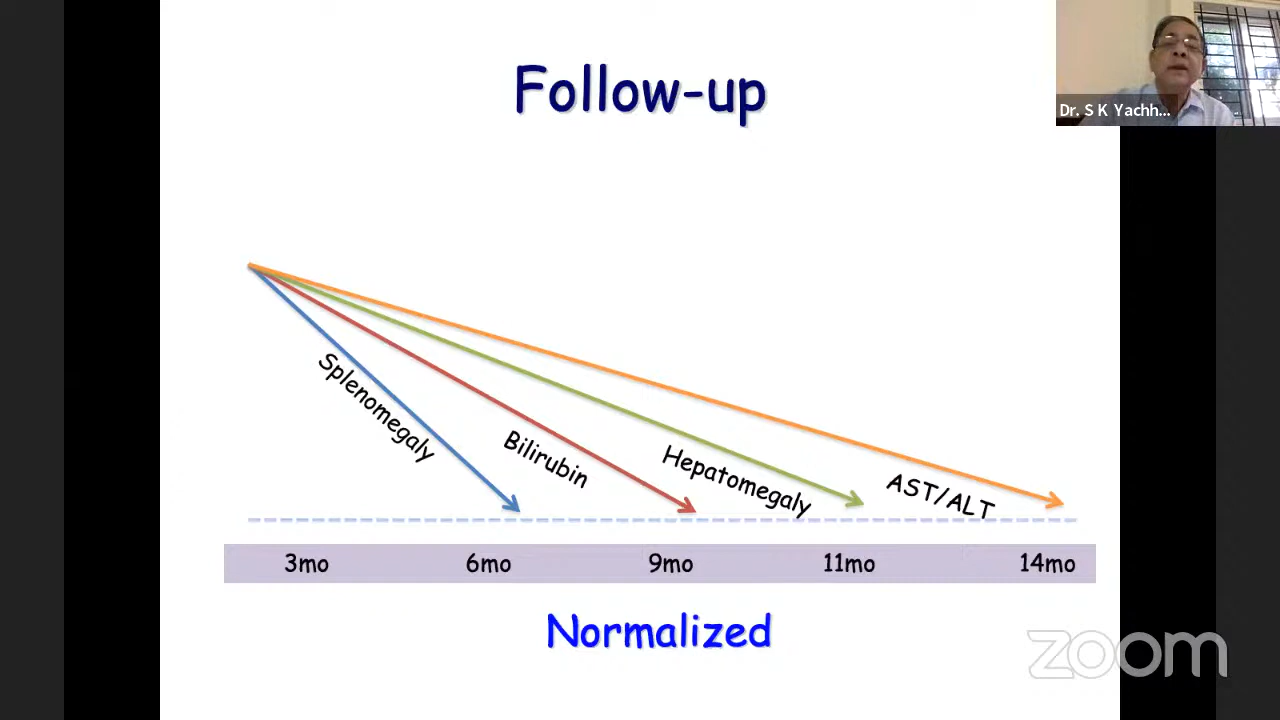 Follow-up
Dr. S K Yachh...
Splenomegaly
Bilirubin
Hepatomegaly
AST/ALT
3mo 6mo 9mo 11mo 14mo
Normalized
zoom